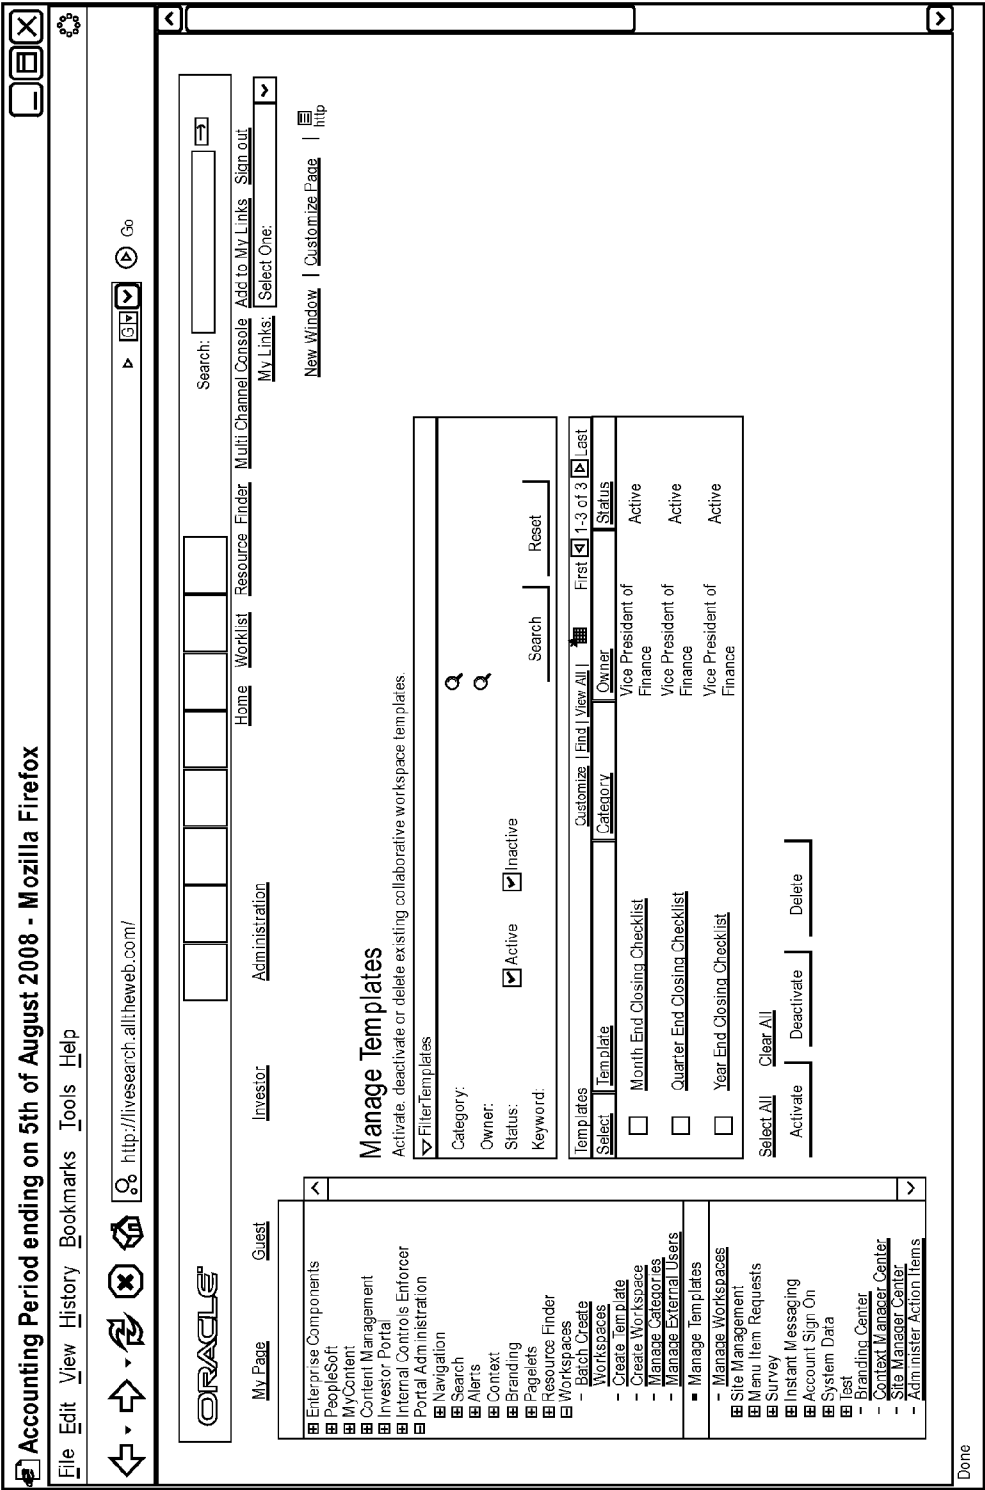 Accounting Period ending on 5th of August 2008 - Mozilla Firefox
File Edit View History Bookmarks Tools Help
http://livesearch.alltheweb.com/ G Go
ORACLE
Search:
Home Worklist Resource Finder Multi Channel Console Add to My Links Sign out
My Page Guest Investor Administration
My Links: Select One:
New Window | Customize Page | http
Enterprise Components
PeopleSoft
MyContent
Content Management
Investor Portal
Internal Controls Enforcer
Portal Administration
Navigation
Search
Alerts
Context
Branding
Pagelets
Resource Finder
Workspaces
- Batch Create
Workspaces
- Create Template
- Create Workspace
- Manage Categories
- Manage External Users
Manage Templates
- Manage Workspaces
Site Management
Menu Item Requests
Survey
Instant Messaging
Account Sign On
System Data
Test
- Branding Center
- Context Manager Center
- Site Manager Center
- Administer Action Items
Manage Templates
Activate, deactivate or delete existing collaborative workspace templates.
FilterTemplates
Category:
Owner:
Status: Active Inactive
Keyword:
Search Reset
Templates Customize | Find | View All | First 1-3 of 3 Last
Select Template Category Owner Status
Month End Closing Checklist Vice President of Active
Finance
Quarter End Closing Checklist Vice President of Active
Finance
Year End Closing Checklist Vice President of Active
Finance
Select All Clear All
Activate Deactivate Delete
Done